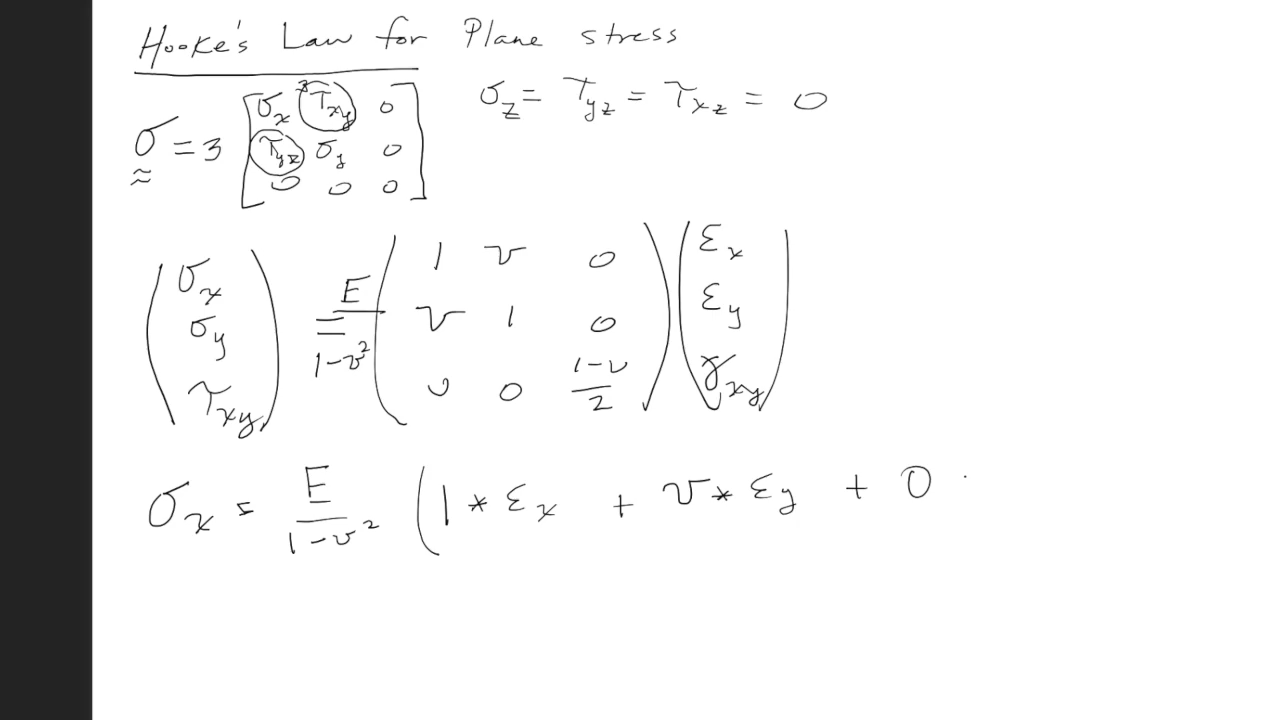 Hooke's Law for Plane stress
σ = 3 [ σx τxy 0 σz = τyz = τxz = 0
τyx σy 0
0 0 0 ]
( σx σy τxy ) = E / 1-ν² ( 1 ν 0
ν 1 0
0 0 1-ν / 2 ) ( εx εy γxy )
σx = E / 1-ν² ( 1 * εx + ν * εy + 0 ·